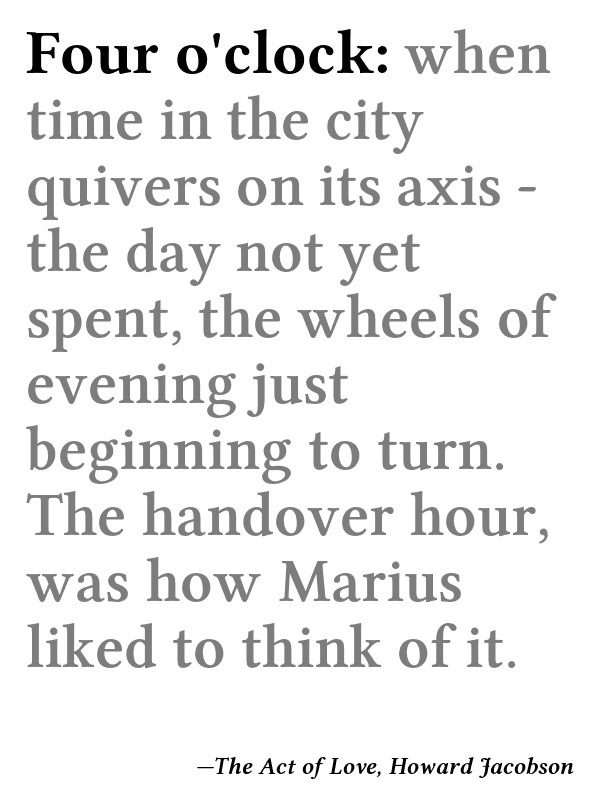 Four o'clock: when
time in the city
quivers on its axis -
the day not yet
spent, the wheels of
evening just
beginning to turn.
The handover hour,
was how Marius
liked to think of it.
—The Act of Love, Howard Jacobson